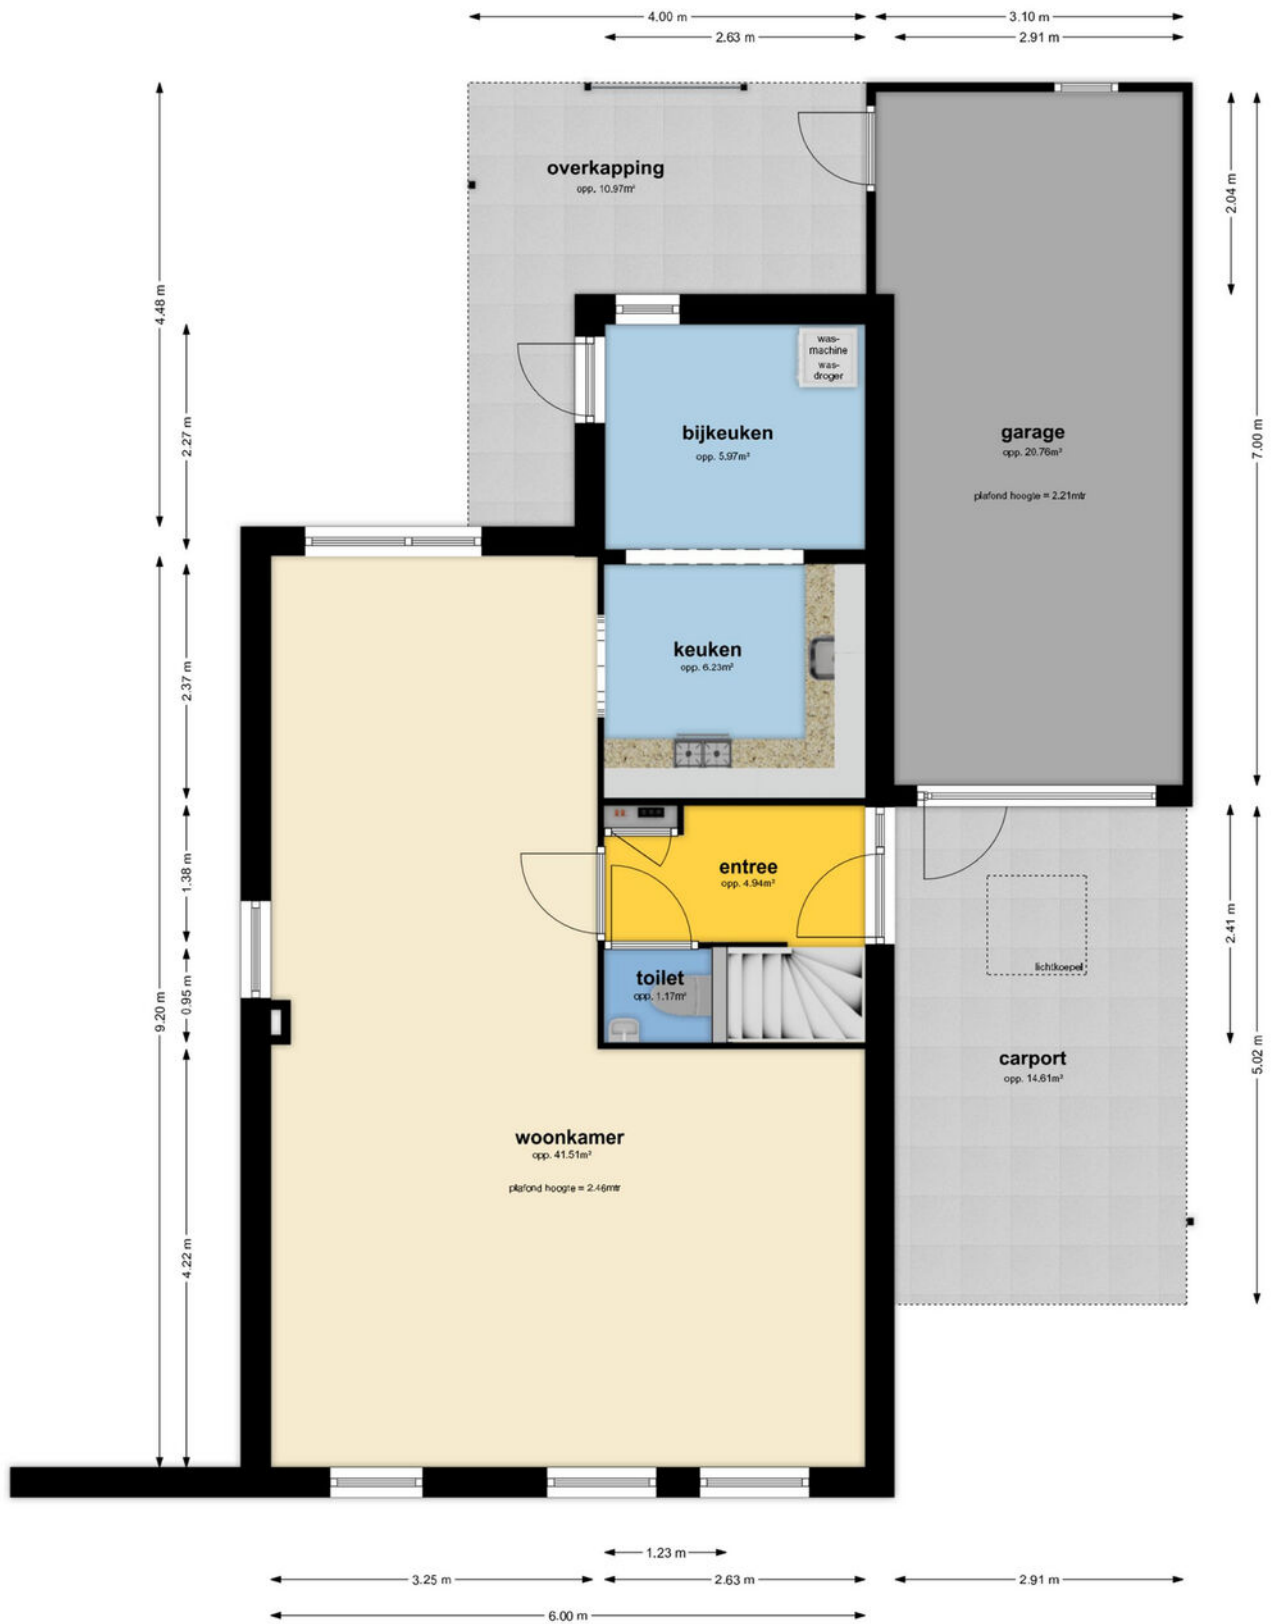 4.00 m
3.10 m
2.63 m
2.91 m
overkapping
opp. 10.97m²
2.04 m
4.48 m
was-
machine
was-
droger
2.27 m
bijkeuken
opp. 5.97m²
garage
opp. 20.76m²
plafond hoogte = 2.21mtr
7.00 m
2.37 m
keuken
opp. 6.23m²
1.38 m
entree
opp. 4.94m²
2.41 m
lichtkoepel
toilet
opp. 1.17m²
0.95 m
9.20 m
carport
opp. 14.61m²
5.02 m
woonkamer
opp. 41.51m²
plafond hoogte = 2.46mtr
4.22 m
1.23 m
3.25 m
2.63 m
2.91 m
6.00 m